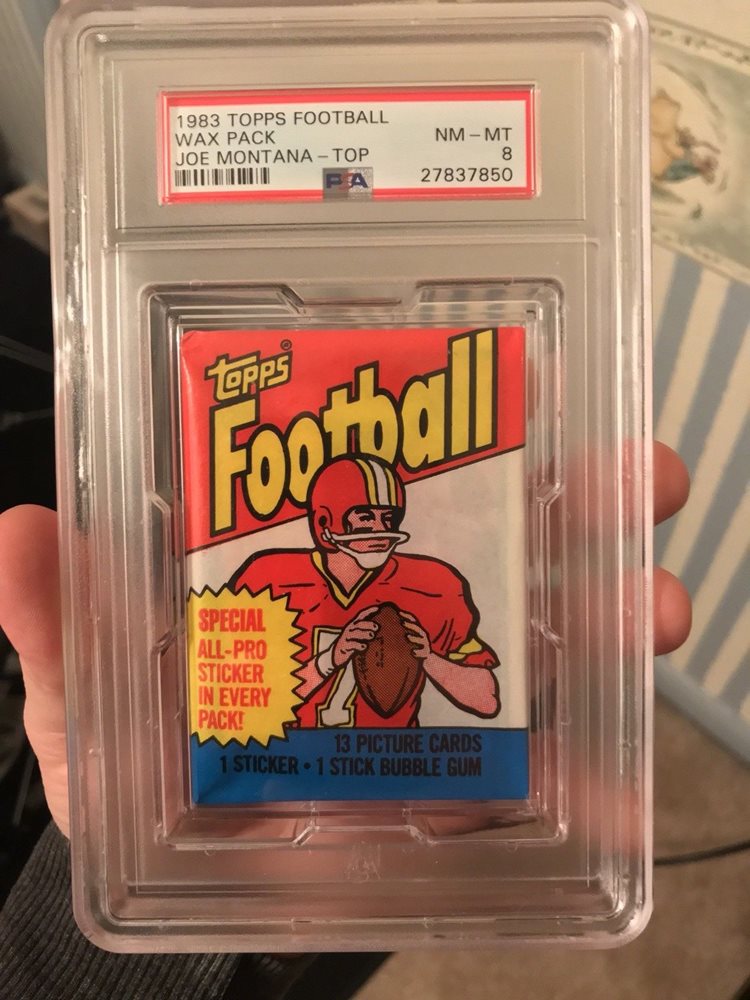 1983 TOPPS FOOTBALL
WAX PACK NM - MT
JOE MONTANA - TOP 8
PSA 27837850
topps®
Football
SPECIAL
ALL-PRO
STICKER
IN EVERY
PACK!
13 PICTURE CARDS
1 STICKER • 1 STICK BUBBLE GUM